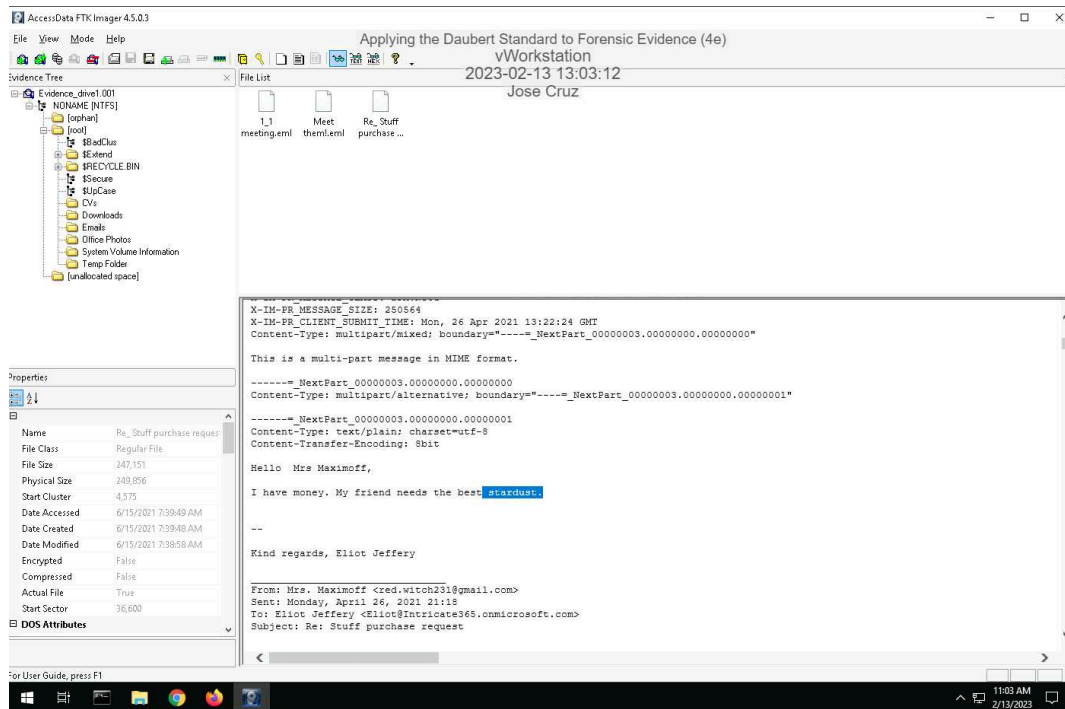 AccessData FTK Imager 4.5.0.3
File View Mode Help
Applying the Daubert Standard to Forensic Evidence (4e)
vWorkstation
2023-02-13 13:03:12
Jose Cruz
Evidence Tree
Evidence_drive1.001
NONAME [NTFS]
[orphan]
[root]
$BadClus
$Extend
$RECYCLE.BIN
$Secure
$UpCase
CVs
Downloads
Emails
Office Photos
System Volume Information
Temp Folder
[unallocated space]
File List
1_1 meeting.eml
Meet them!.eml
Re_ Stuff purchase ...
Properties
Name Re_ Stuff purchase reques
File Class Regular File
File Size 247,151
Physical Size 249,856
Start Cluster 4,575
Date Accessed 6/15/2021 7:39:49 AM
Date Created 6/15/2021 7:39:48 AM
Date Modified 6/15/2021 7:38:58 AM
Encrypted False
Compressed False
Actual File True
Start Sector 36,600
DOS Attributes
X-IM-PR_MESSAGE_SIZE: 250564
X-IM-PR_CLIENT_SUBMIT_TIME: Mon, 26 Apr 2021 13:22:24 GMT
Content-Type: multipart/mixed; boundary="----=_NextPart_00000003.00000000.00000000"
This is a multi-part message in MIME format.
------=_NextPart_00000003.00000000.00000000
Content-Type: multipart/alternative; boundary="----=_NextPart_00000003.00000000.00000001"
------=_NextPart_00000003.00000000.00000001
Content-Type: text/plain; charset=utf-8
Content-Transfer-Encoding: 8bit
Hello  Mrs Maximoff,
I have money. My friend needs the best stardust.
--
Kind regards, Eliot Jeffery
From: Mrs. Maximoff <red.witch231@gmail.com>
Sent: Monday, April 26, 2021 21:18
To: Eliot Jeffery <Eliot@Intricate365.onmicrosoft.com>
Subject: Re: Stuff purchase request
For User Guide, press F1
11:03 AM
2/13/2023